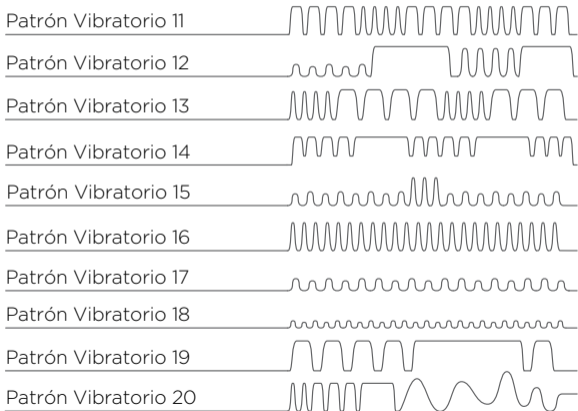 Patrón Vibratorio 11
Patrón Vibratorio 12
Patrón Vibratorio 13
Patrón Vibratorio 14
Patrón Vibratorio 15
Patrón Vibratorio 16
Patrón Vibratorio 17
Patrón Vibratorio 18
Patrón Vibratorio 19
Patrón Vibratorio 20